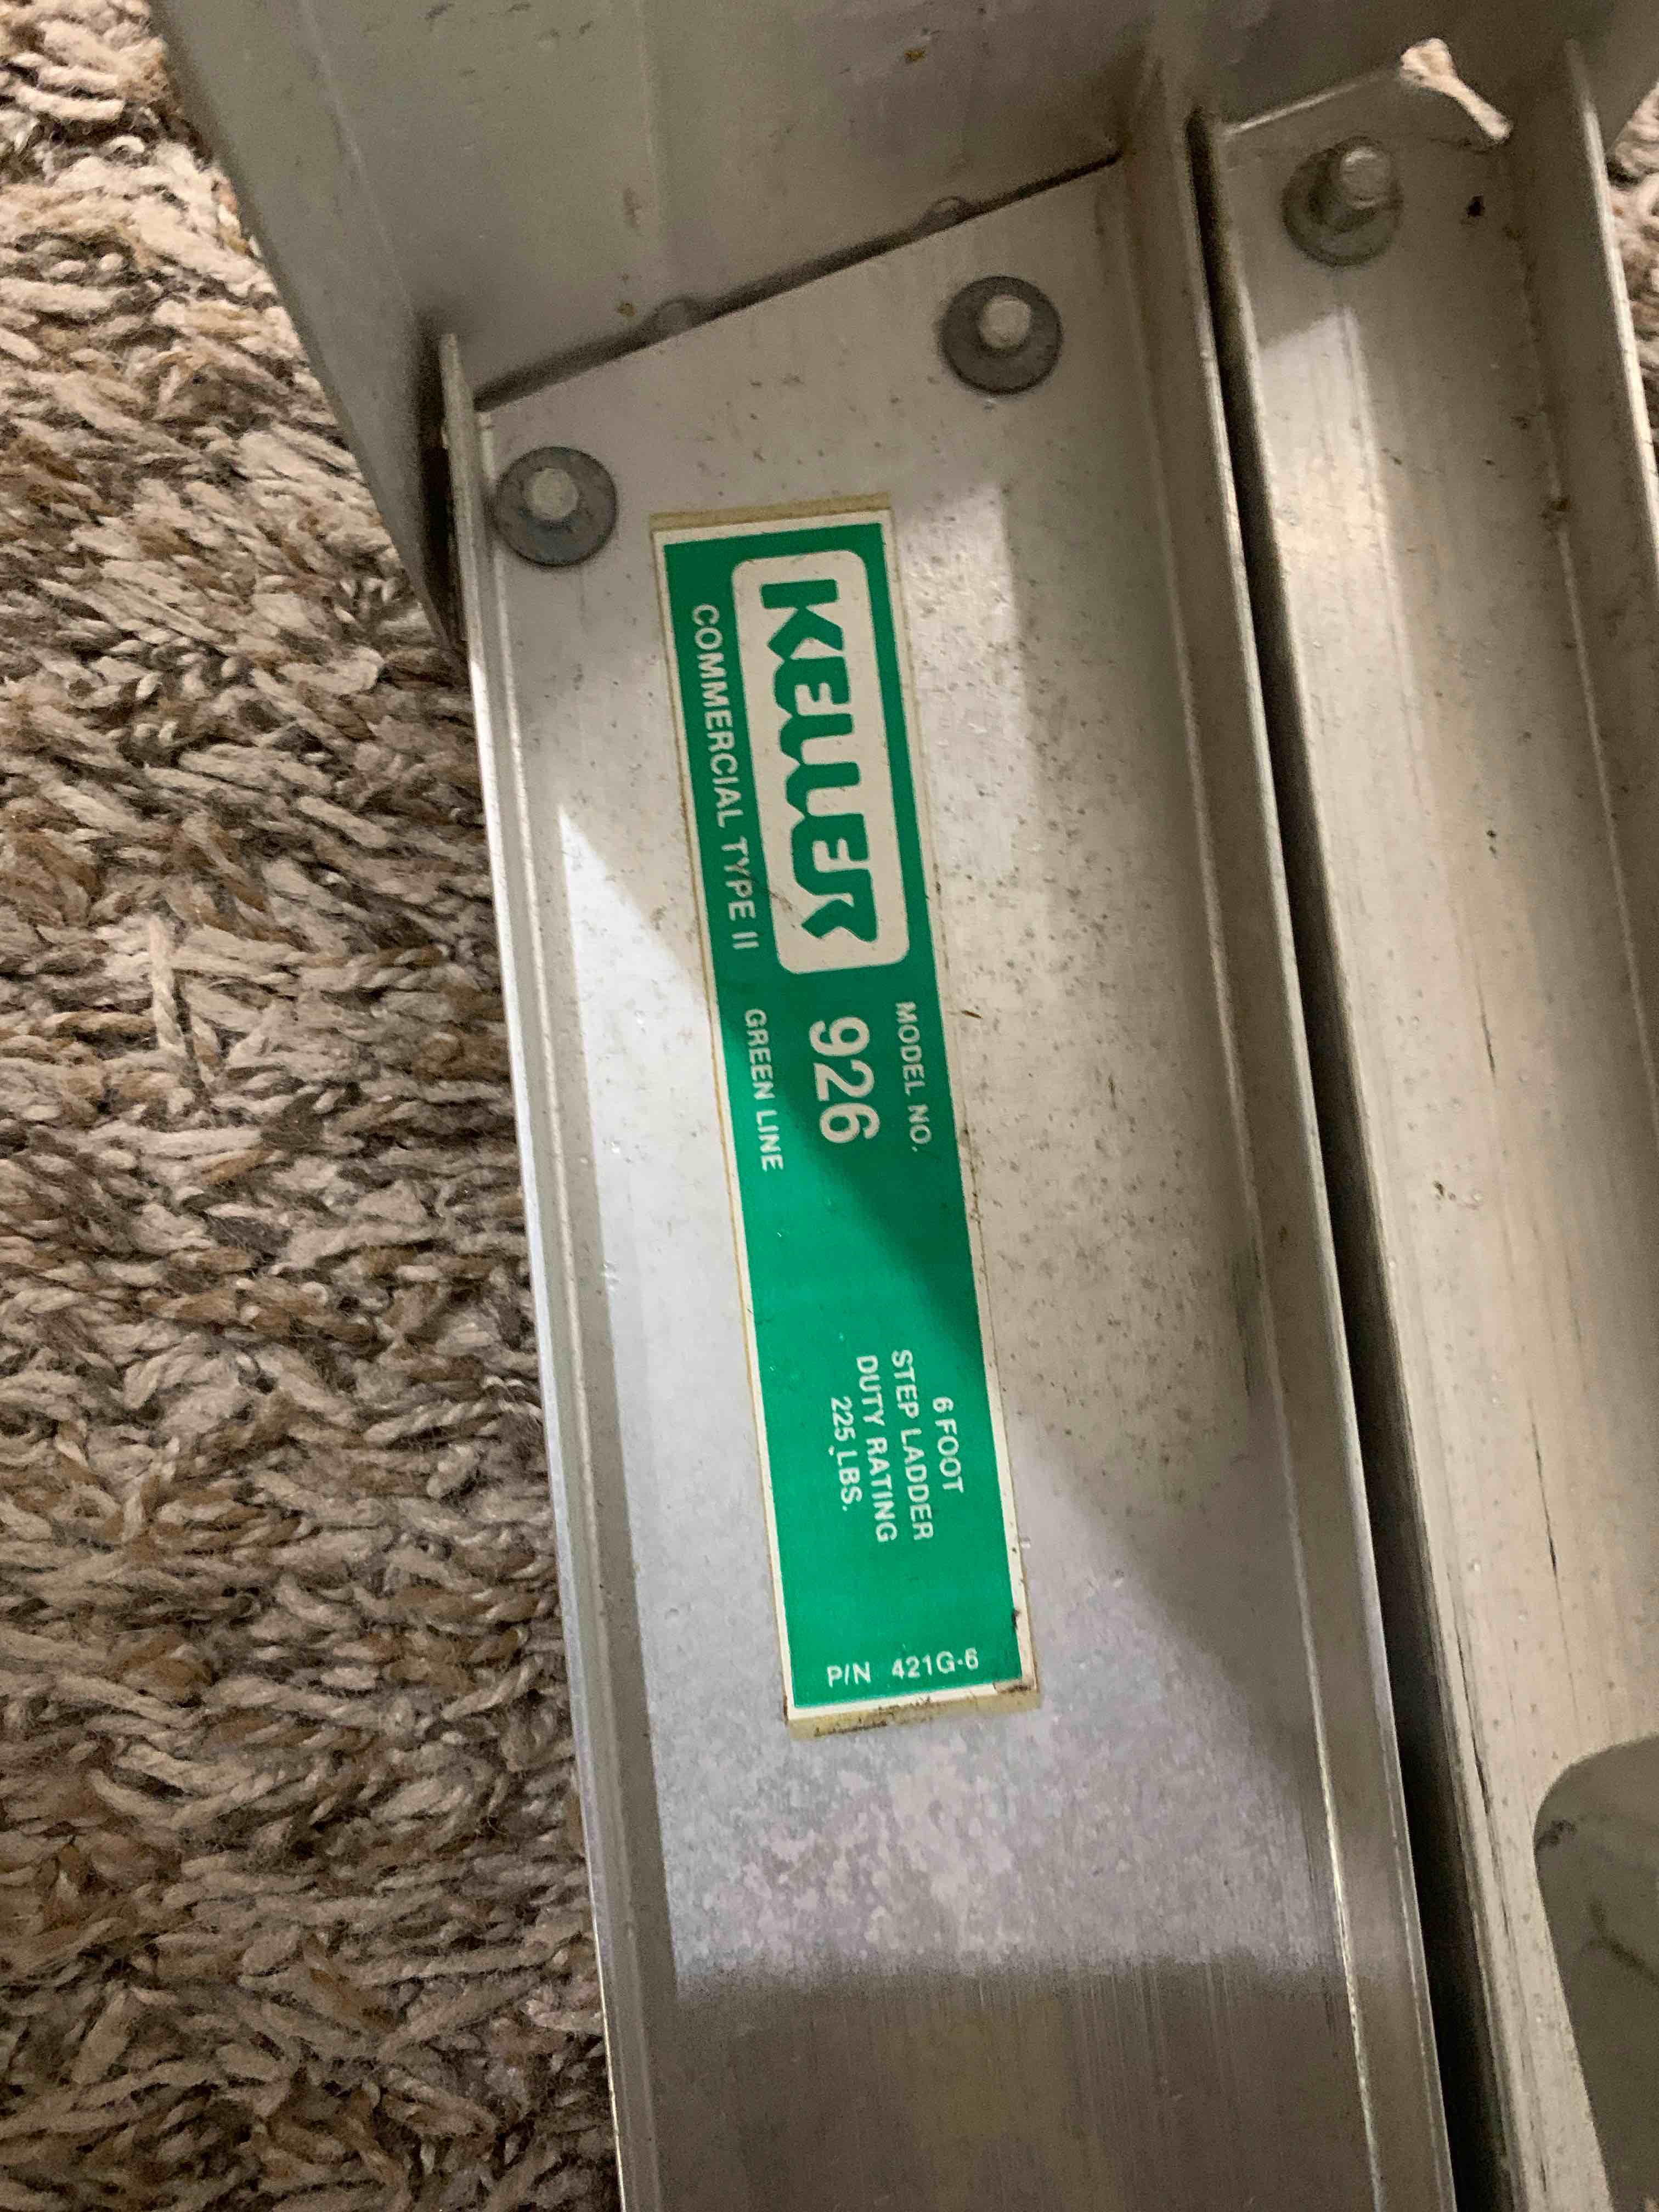 KELLER
COMMERCIAL TYPE II
MODEL NO.
926
GREEN LINE
6 FOOT
STEP LADDER
DUTY RATING
225 LBS.
P/N 421G-6